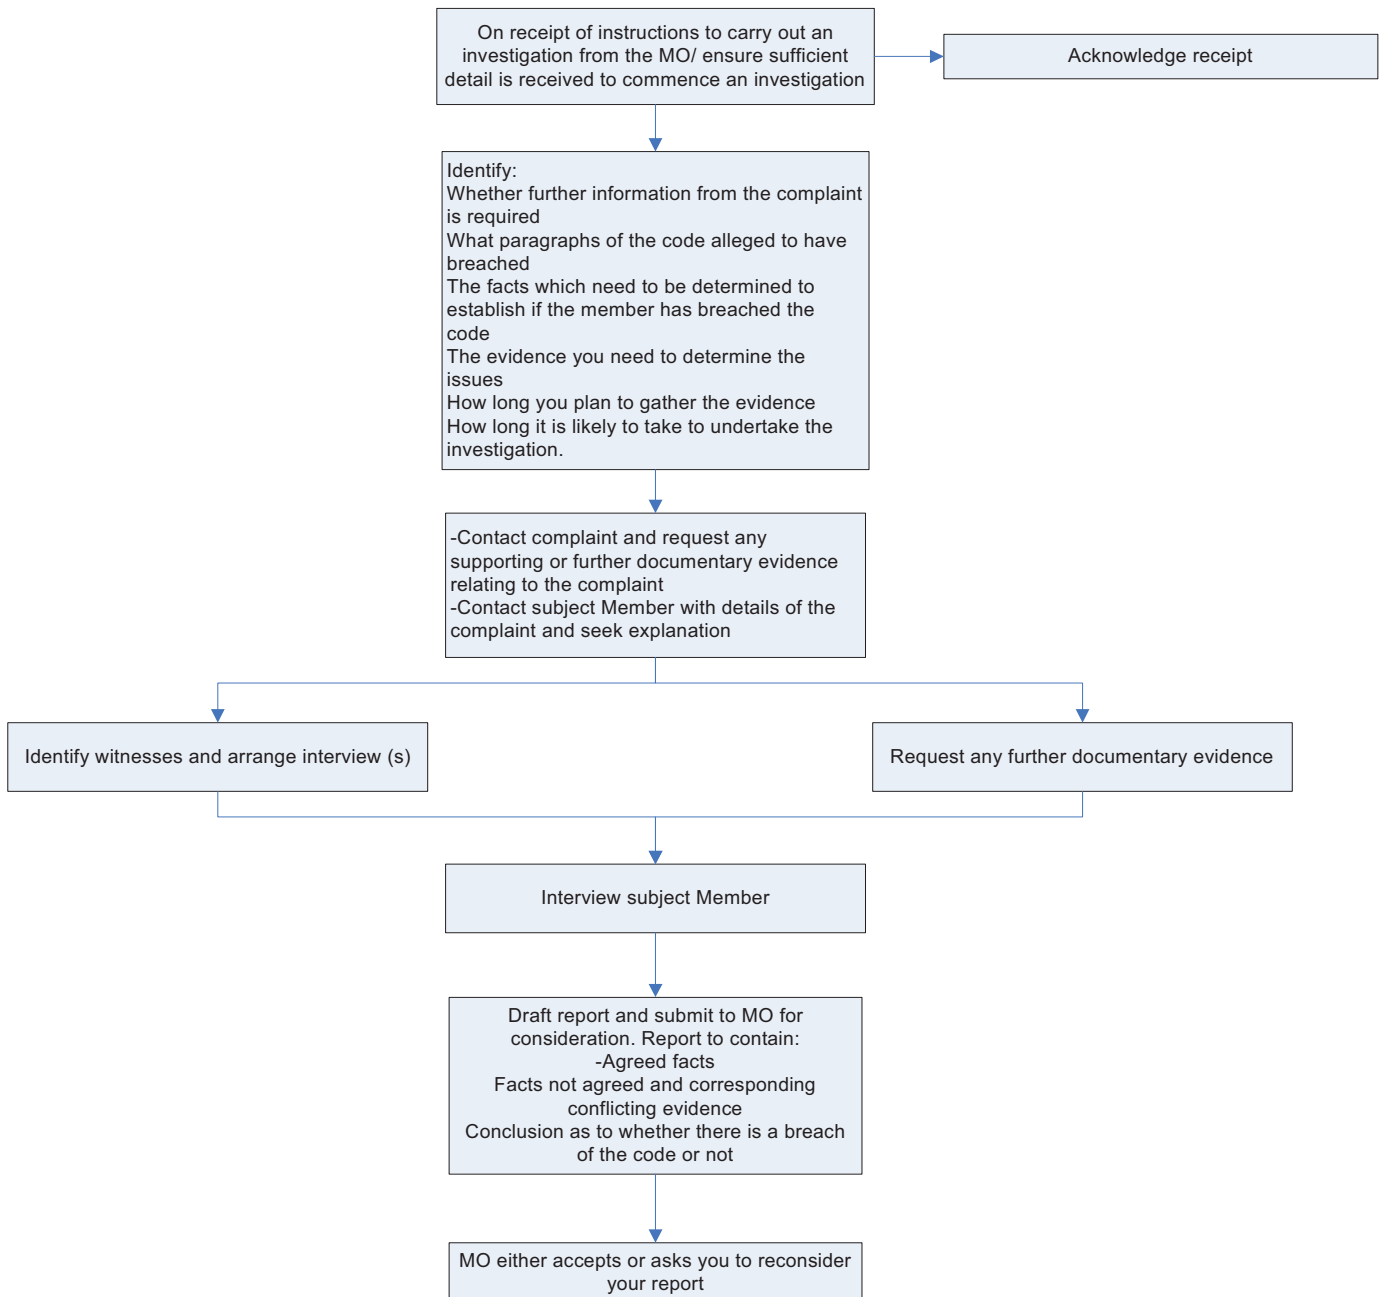 On receipt of instructions to carry out an
investigation from the MO/ ensure sufficient
detail is received to commence an investigation
Acknowledge receipt
Identify:
Whether further information from the complaint
is required
What paragraphs of the code alleged to have
breached
The facts which need to be determined to
establish if the member has breached the
code
The evidence you need to determine the
issues
How long you plan to gather the evidence
How long it is likely to take to undertake the
investigation.
-Contact complaint and request any
supporting or further documentary evidence
relating to the complaint
-Contact subject Member with details of the
complaint and seek explanation
Identify witnesses and arrange interview (s)
Request any further documentary evidence
Interview subject Member
Draft report and submit to MO for
consideration. Report to contain:
-Agreed facts
Facts not agreed and corresponding
conflicting evidence
Conclusion as to whether there is a breach
of the code or not
MO either accepts or asks you to reconsider
your report